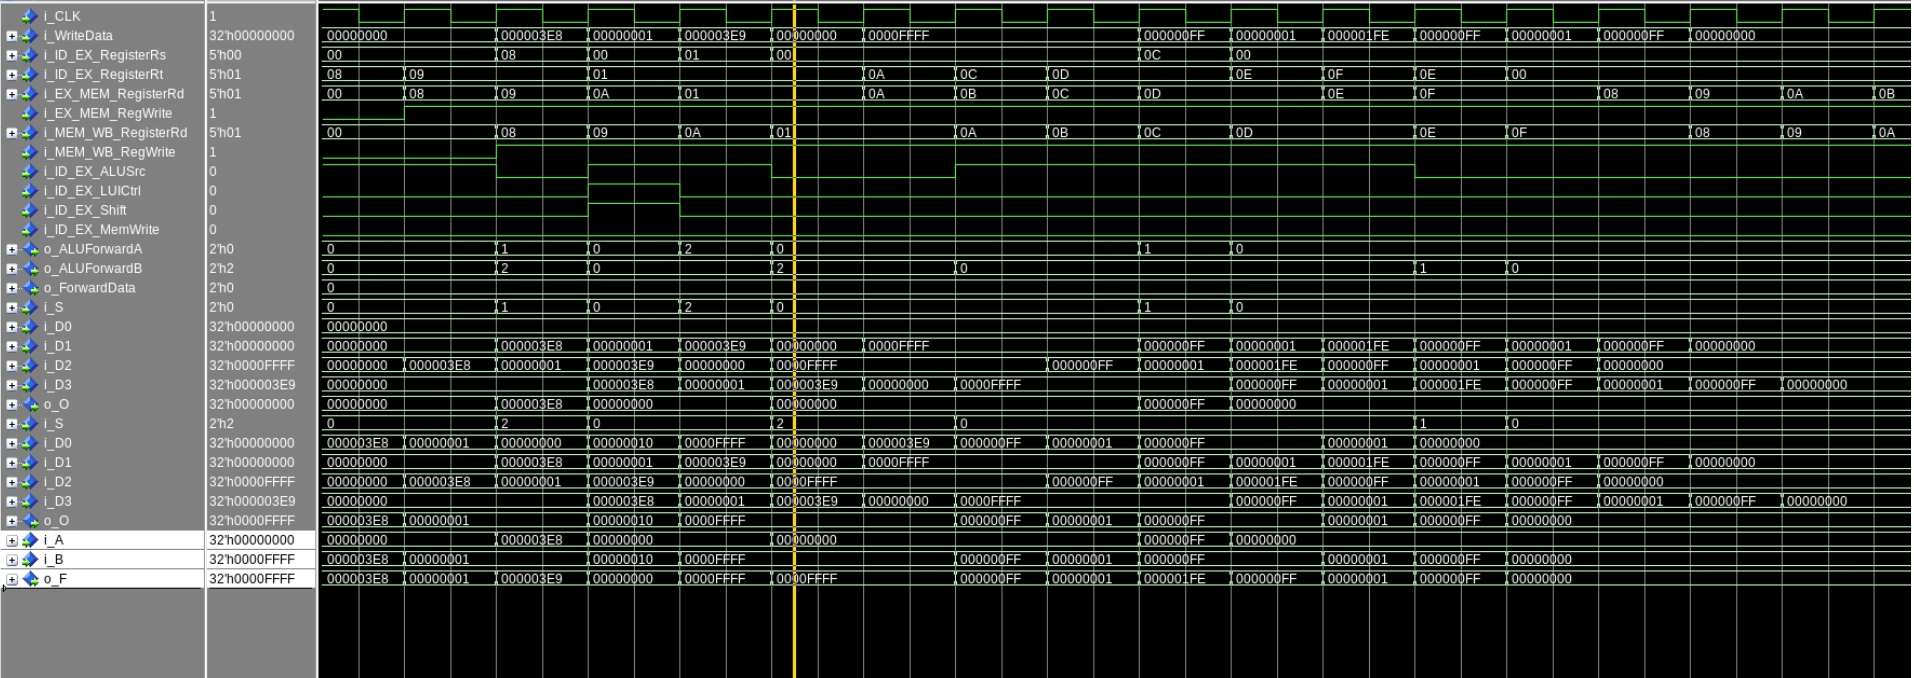 i_CLK 1
i_WriteData 32'h00000000 00000000 000003E8 00000001 000003E9 00000000 0000FFFF 000000FF 00000001 000001FE 000000FF 00000001 000000FF 00000000
i_ID_EX_RegisterRs 5'h00 00 08 00 01 00 0C 00
i_ID_EX_RegisterRt 5'h01 08 09 01 0A 0C 0D 0E 0F 0E 00
i_EX_MEM_RegisterRd 5'h01 00 08 09 0A 01 0A 0B 0C 0D 0E 0F 08 09 0A 0B
i_EX_MEM_RegWrite 1
i_MEM_WB_RegisterRd 5'h01 00 08 09 0A 01 0A 0B 0C 0D 0E 0F 08 09 0A
i_MEM_WB_RegWrite 1
i_ID_EX_ALUSrc 0
i_ID_EX_LUICtrl 0
i_ID_EX_Shift 0
i_ID_EX_MemWrite 0
o_ALUForwardA 2'h0 0 1 0 2 0 1 0
o_ALUForwardB 2'h2 0 2 0 2 0 1 0
o_ForwardData 2'h0 0
i_S 2'h0 0 1 0 2 0 1 0
i_D0 32'h00000000 00000000
i_D1 32'h00000000 00000000 000003E8 00000001 000003E9 00000000 0000FFFF 000000FF 00000001 000001FE 000000FF 00000001 000000FF 00000000
i_D2 32'h0000FFFF 00000000 000003E8 00000001 000003E9 00000000 0000FFFF 000000FF 00000001 000001FE 000000FF 00000001 000000FF 00000000
i_D3 32'h000003E9 00000000 000003E8 00000001 000003E9 00000000 0000FFFF 000000FF 00000001 000001FE 000000FF 00000001 000000FF 00000000
o_O 32'h00000000 00000000 000003E8 00000000 00000000 000000FF 00000000
i_S 2'h2 0 2 0 2 0 1 0
i_D0 32'h00000000 000003E8 00000001 00000000 00000010 0000FFFF 00000000 000003E9 000000FF 00000001 000000FF 00000001 00000000
i_D1 32'h00000000 00000000 000003E8 00000001 000003E9 00000000 0000FFFF 000000FF 00000001 000001FE 000000FF 00000001 000000FF 00000000
i_D2 32'h0000FFFF 00000000 000003E8 00000001 000003E9 00000000 0000FFFF 000000FF 00000001 000001FE 000000FF 00000001 000000FF 00000000
i_D3 32'h000003E9 00000000 000003E8 00000001 000003E9 00000000 0000FFFF 000000FF 00000001 000001FE 000000FF 00000001 000000FF 00000000
o_O 32'h0000FFFF 000003E8 00000001 00000010 0000FFFF 000000FF 00000001 000000FF 00000001 000000FF 00000000
i_A 32'h00000000 00000000 000003E8 00000000 00000000 000000FF 00000000
i_B 32'h0000FFFF 000003E8 00000001 00000010 0000FFFF 000000FF 00000001 000000FF 00000001 000000FF 00000000
o_F 32'h0000FFFF 000003E8 00000001 000003E9 00000000 0000FFFF 0000FFFF 000000FF 00000001 000001FE 000000FF 00000001 000000FF 00000000